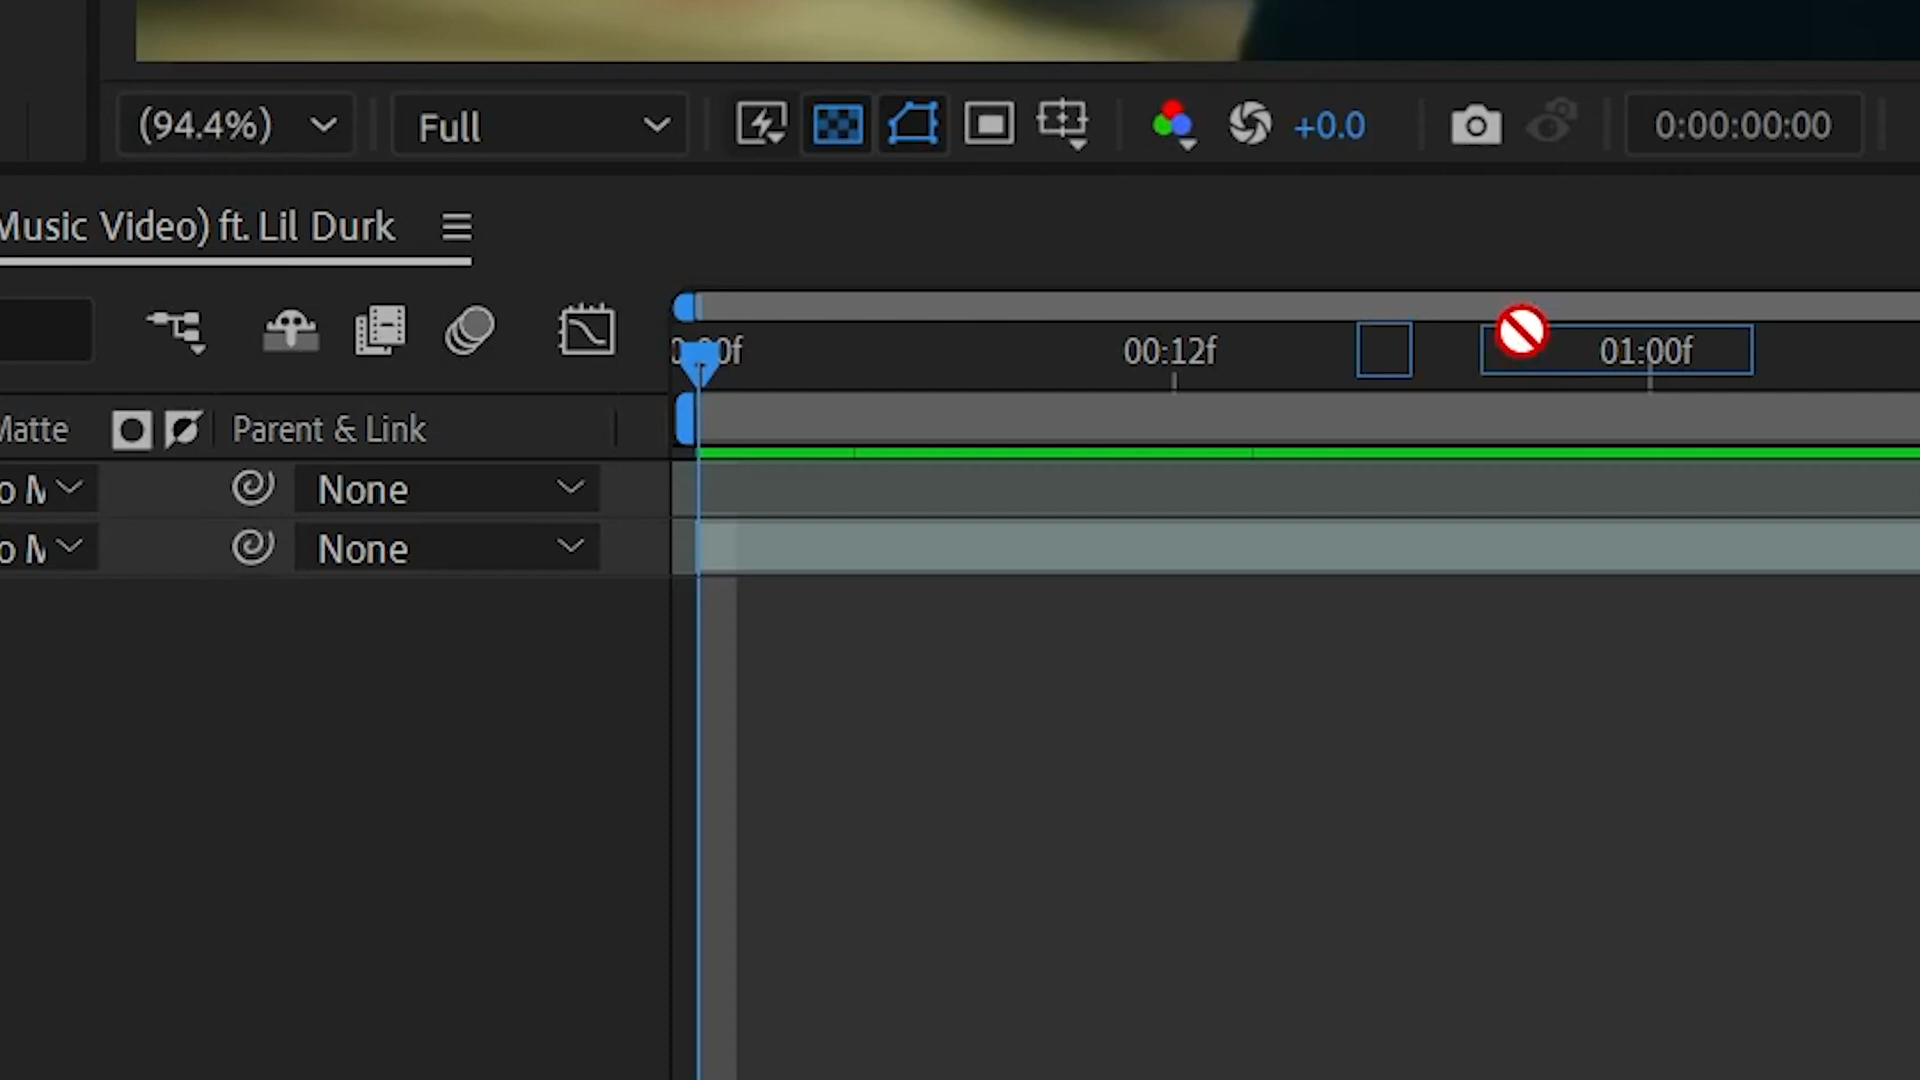 (94.4%) Full +0.0 0:00:00:00
Music Video) ft. Lil Durk
00:12f 01:00f
Matte Parent & Link
None
None